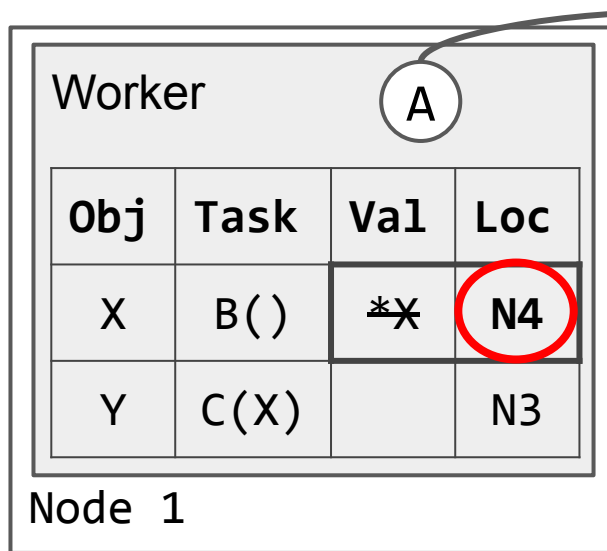 Worker A
Obj Task Val Loc
X B() *X N4
Y C(X) N3
Node 1